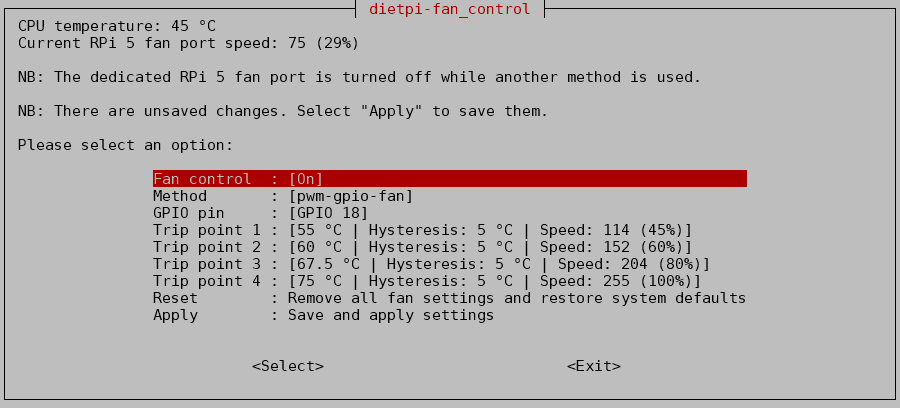 dietpi-fan_control
CPU temperature: 45 °C
Current RPi 5 fan port speed: 75 (29%)
NB: The dedicated RPi 5 fan port is turned off while another method is used.
NB: There are unsaved changes. Select "Apply" to save them.
Please select an option:
Fan control  : [On]
Method       : [pwm-gpio-fan]
GPIO pin     : [GPIO 18]
Trip point 1 : [55 °C | Hysteresis: 5 °C | Speed: 114 (45%)]
Trip point 2 : [60 °C | Hysteresis: 5 °C | Speed: 152 (60%)]
Trip point 3 : [67.5 °C | Hysteresis: 5 °C | Speed: 204 (80%)]
Trip point 4 : [75 °C | Hysteresis: 5 °C | Speed: 255 (100%)]
Reset        : Remove all fan settings and restore system defaults
Apply        : Save and apply settings
<Select> <Exit>